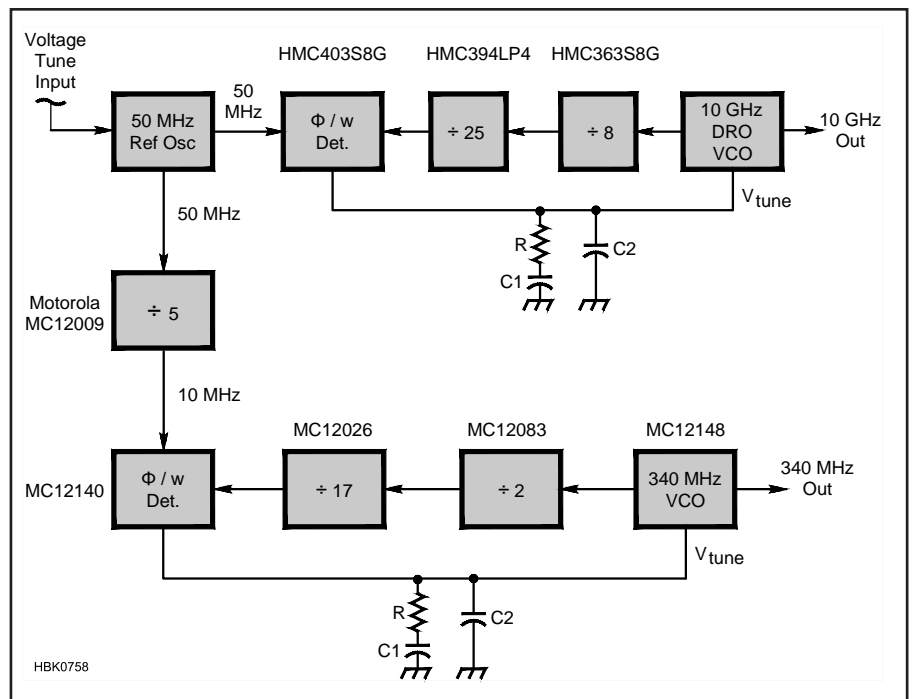 Voltage
Tune
Input
HMC403S8G
HMC394LP4
HMC363S8G
50 MHz
Ref Osc
50
MHz
Φ / w
Det.
÷ 25
÷ 8
10 GHz
DRO
VCO
10 GHz
Out
Vtune
R
C1
C2
50 MHz
Motorola
MC12009
÷ 5
10 MHz
MC12140
Φ / w
Det.
MC12026
÷ 17
MC12083
÷ 2
MC12148
340 MHz
VCO
340 MHz
Out
Vtune
R
C1
C2
HBK0758